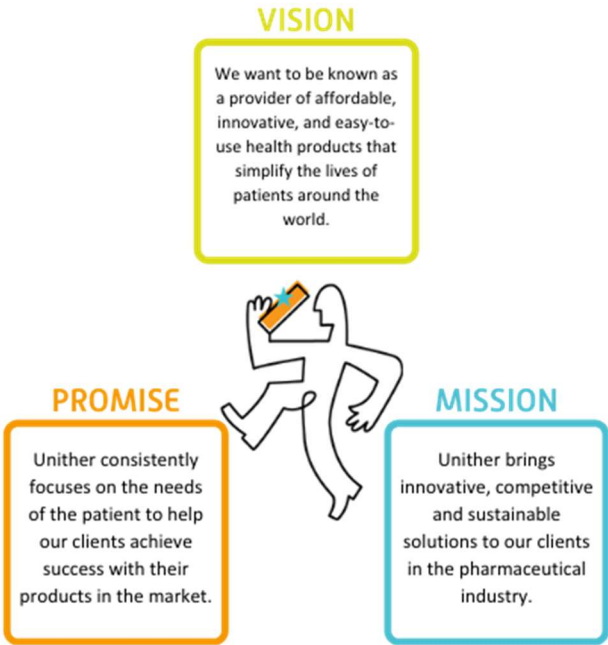 VISION
We want to be known as
a provider of affordable,
innovative, and easy-to-
use health products that
simplify the lives of
patients around the
world.
PROMISE
Unither consistently
focuses on the needs
of the patient to help
our clients achieve
success with their
products in the market.
MISSION
Unither brings
innovative, competitive
and sustainable
solutions to our clients
in the pharmaceutical
industry.